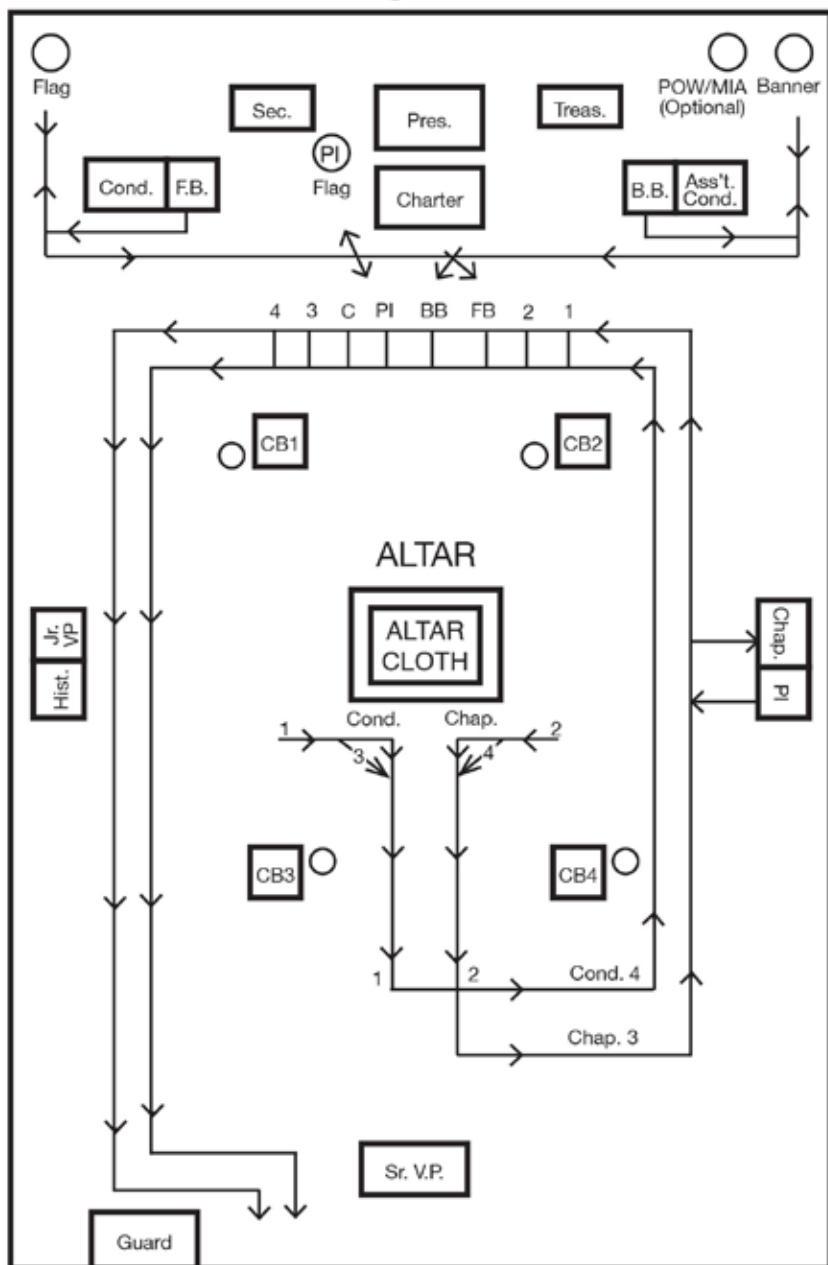 Flag
POW/MIA
(Optional)
Banner
Sec.
Pres.
Treas.
PI
Flag
Cond.
F.B.
Charter
B.B.
Ass't.
Cond.
4 3 C PI BB FB 2 1
CB1
CB2
ALTAR
ALTAR
CLOTH
Jr.
VP
Hist.
Chap.
PI
Cond.
Chap.
1
2
3
4
CB3
CB4
1
2
Cond. 4
Chap. 3
Sr. V.P.
Guard